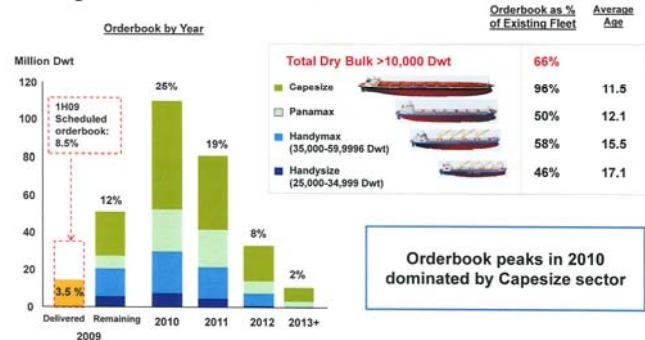 Orderbook by Year
Orderbook as %
of Existing Fleet
Average
Age
Million Dwt
120
100
80
60
40
20
0
1H09
Scheduled
orderbook:
8.5%
3.5 %
12%
25%
19%
8%
2%
Delivered
Remaining
2010
2011
2012
2013+
2009
Total Dry Bulk >10,000 Dwt 66%
Capesize 96% 11.5
Panamax 50% 12.1
Handymax 58% 15.5
(35,000-59,9996 Dwt)
Handysize 46% 17.1
(25,000-34,999 Dwt)
Orderbook peaks in 2010
dominated by Capesize sector